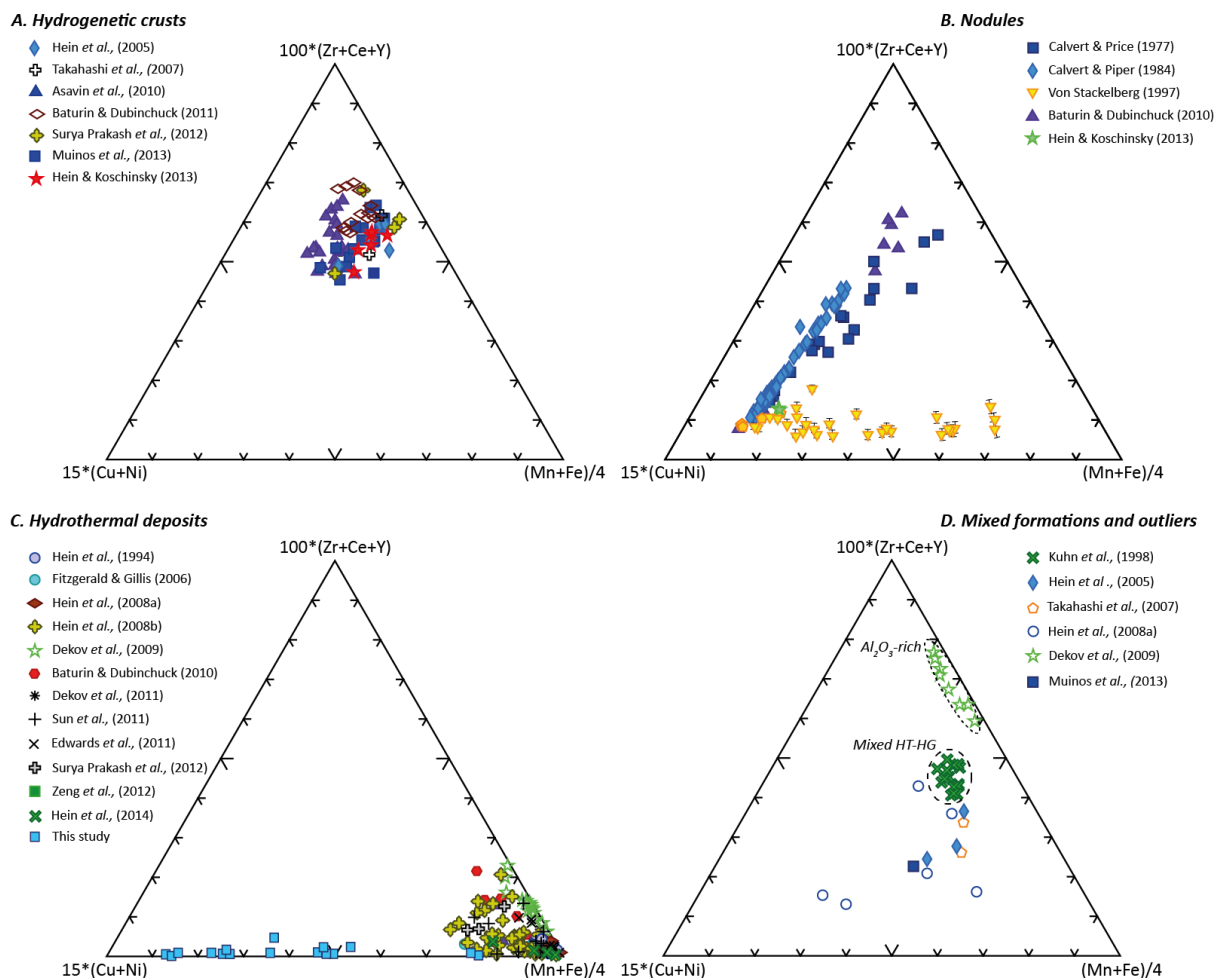 A. Hydrogenetic crusts
Hein et al., (2005)
Takahashi et al., (2007)
Asavin et al., (2010)
Baturin & Dubinchuck (2011)
Surya Prakash et al., (2012)
Muinos et al., (2013)
Hein & Koschinsky (2013)
100*(Zr+Ce+Y)
15*(Cu+Ni)
(Mn+Fe)/4
B. Nodules
Calvert & Price (1977)
Calvert & Piper (1984)
Von Stackelberg (1997)
Baturin & Dubinchuck (2010)
Hein & Koschinsky (2013)
100*(Zr+Ce+Y)
15*(Cu+Ni)
(Mn+Fe)/4
C. Hydrothermal deposits
Hein et al., (1994)
Fitzgerald & Gillis (2006)
Hein et al., (2008a)
Hein et al., (2008b)
Dekov et al., (2009)
Baturin & Dubinchuck (2010)
Dekov et al., (2011)
Sun et al., (2011)
Edwards et al., (2011)
Surya Prakash et al., (2012)
Zeng et al., (2012)
Hein et al., (2014)
This study
100*(Zr+Ce+Y)
15*(Cu+Ni)
(Mn+Fe)/4
D. Mixed formations and outliers
Kuhn et al., (1998)
Hein et al ., (2005)
Takahashi et al., (2007)
Hein et al., (2008a)
Dekov et al., (2009)
Muinos et al., (2013)
100*(Zr+Ce+Y)
Al₂O₃-rich
Mixed HT-HG
15*(Cu+Ni)
(Mn+Fe)/4